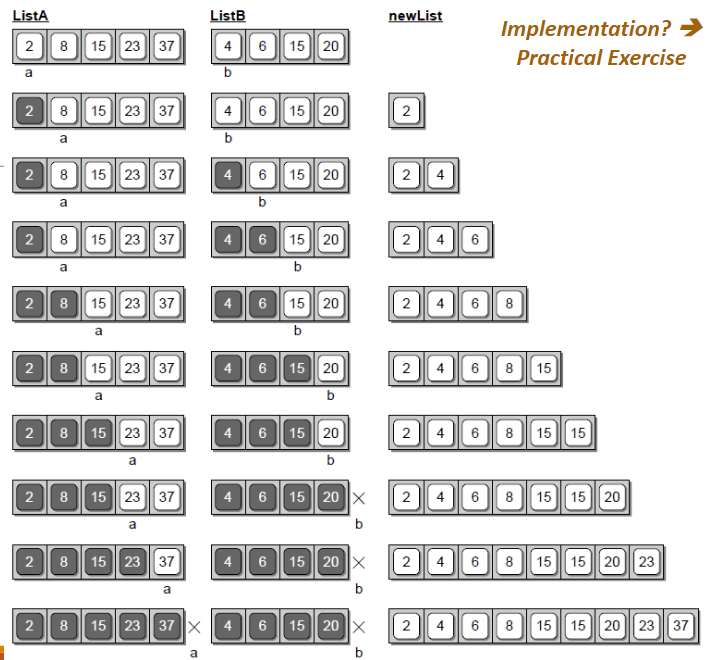 ListA ListB newList
Implementation? ➔
Practical Exercise
2 8 15 23 37 4 6 15 20
a b
2 8 15 23 37 4 6 15 20 2
a b
2 8 15 23 37 4 6 15 20 2 4
a b
2 8 15 23 37 4 6 15 20 2 4 6
a b
2 8 15 23 37 4 6 15 20 2 4 6 8
a b
2 8 15 23 37 4 6 15 20 2 4 6 8 15
a b
2 8 15 23 37 4 6 15 20 2 4 6 8 15 15
a b
2 8 15 23 37 4 6 15 20 × 2 4 6 8 15 15 20
a b
2 8 15 23 37 4 6 15 20 × 2 4 6 8 15 15 20 23
a b
2 8 15 23 37 × 4 6 15 20 × 2 4 6 8 15 15 20 23 37
a b